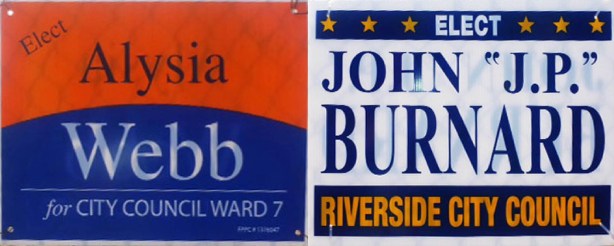 Elect
Alysia
Webb
for CITY COUNCIL WARD 7
ELECT
JOHN "J.P."
BURNARD
RIVERSIDE CITY COUNCIL